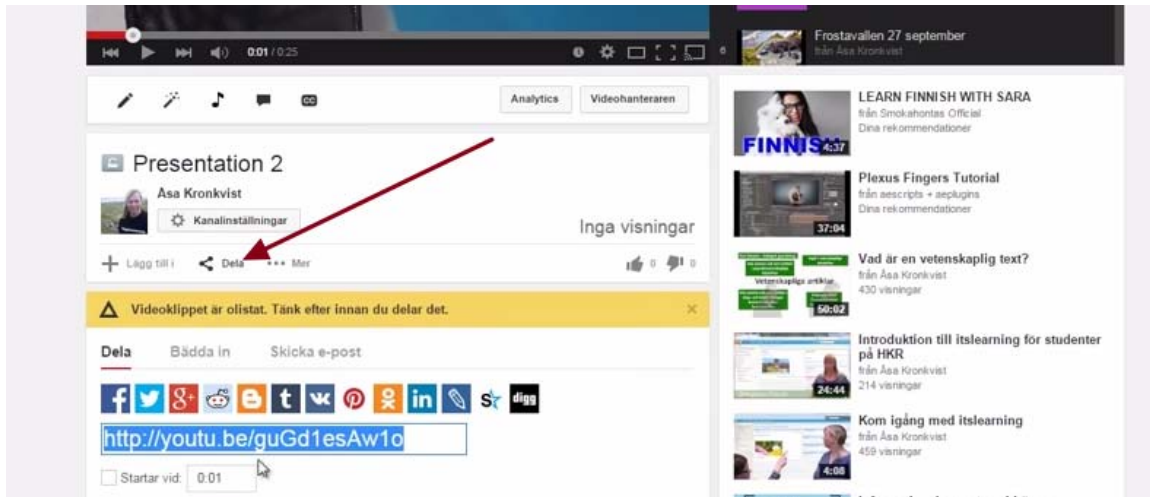 0:01 / 0:25
6
Frostavallen 27 september
från Åsa Kronkvist
CC
Analytics
Videohanteraren
Presentation 2
Åsa Kronkvist
Kanalinställningar
Inga visningar
Lägg till i
Dela
Mer
0
0
Videoklippet är olistat. Tänk efter innan du delar det.
Dela
Bädda in
Skicka e-post
digg
http://youtu.be/guGd1esAw1o
Startar vid: 0:01
LEARN FINNISH WITH SARA
från Smokahontas Official
Dina rekommendationer
FINNISH
4:37
Plexus Fingers Tutorial
från aescripts + aeplugins
Dina rekommendationer
37:04
Vad är en vetenskaplig text?
från Åsa Kronkvist
430 visningar
Vetenskapliga artiklar
50:02
Introduktion till itslearning för studenter
på HKR
från Åsa Kronkvist
214 visningar
24:44
Kom igång med itslearning
från Åsa Kronkvist
459 visningar
4:08